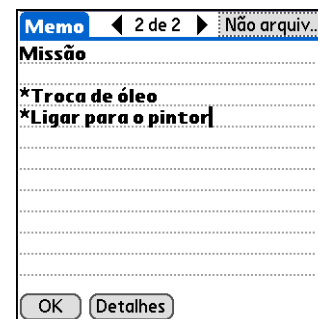 Memo 2 de 2 Não arquiv..
Missão
*Troca de óleo
*Ligar para o pintor
OK Detalhes